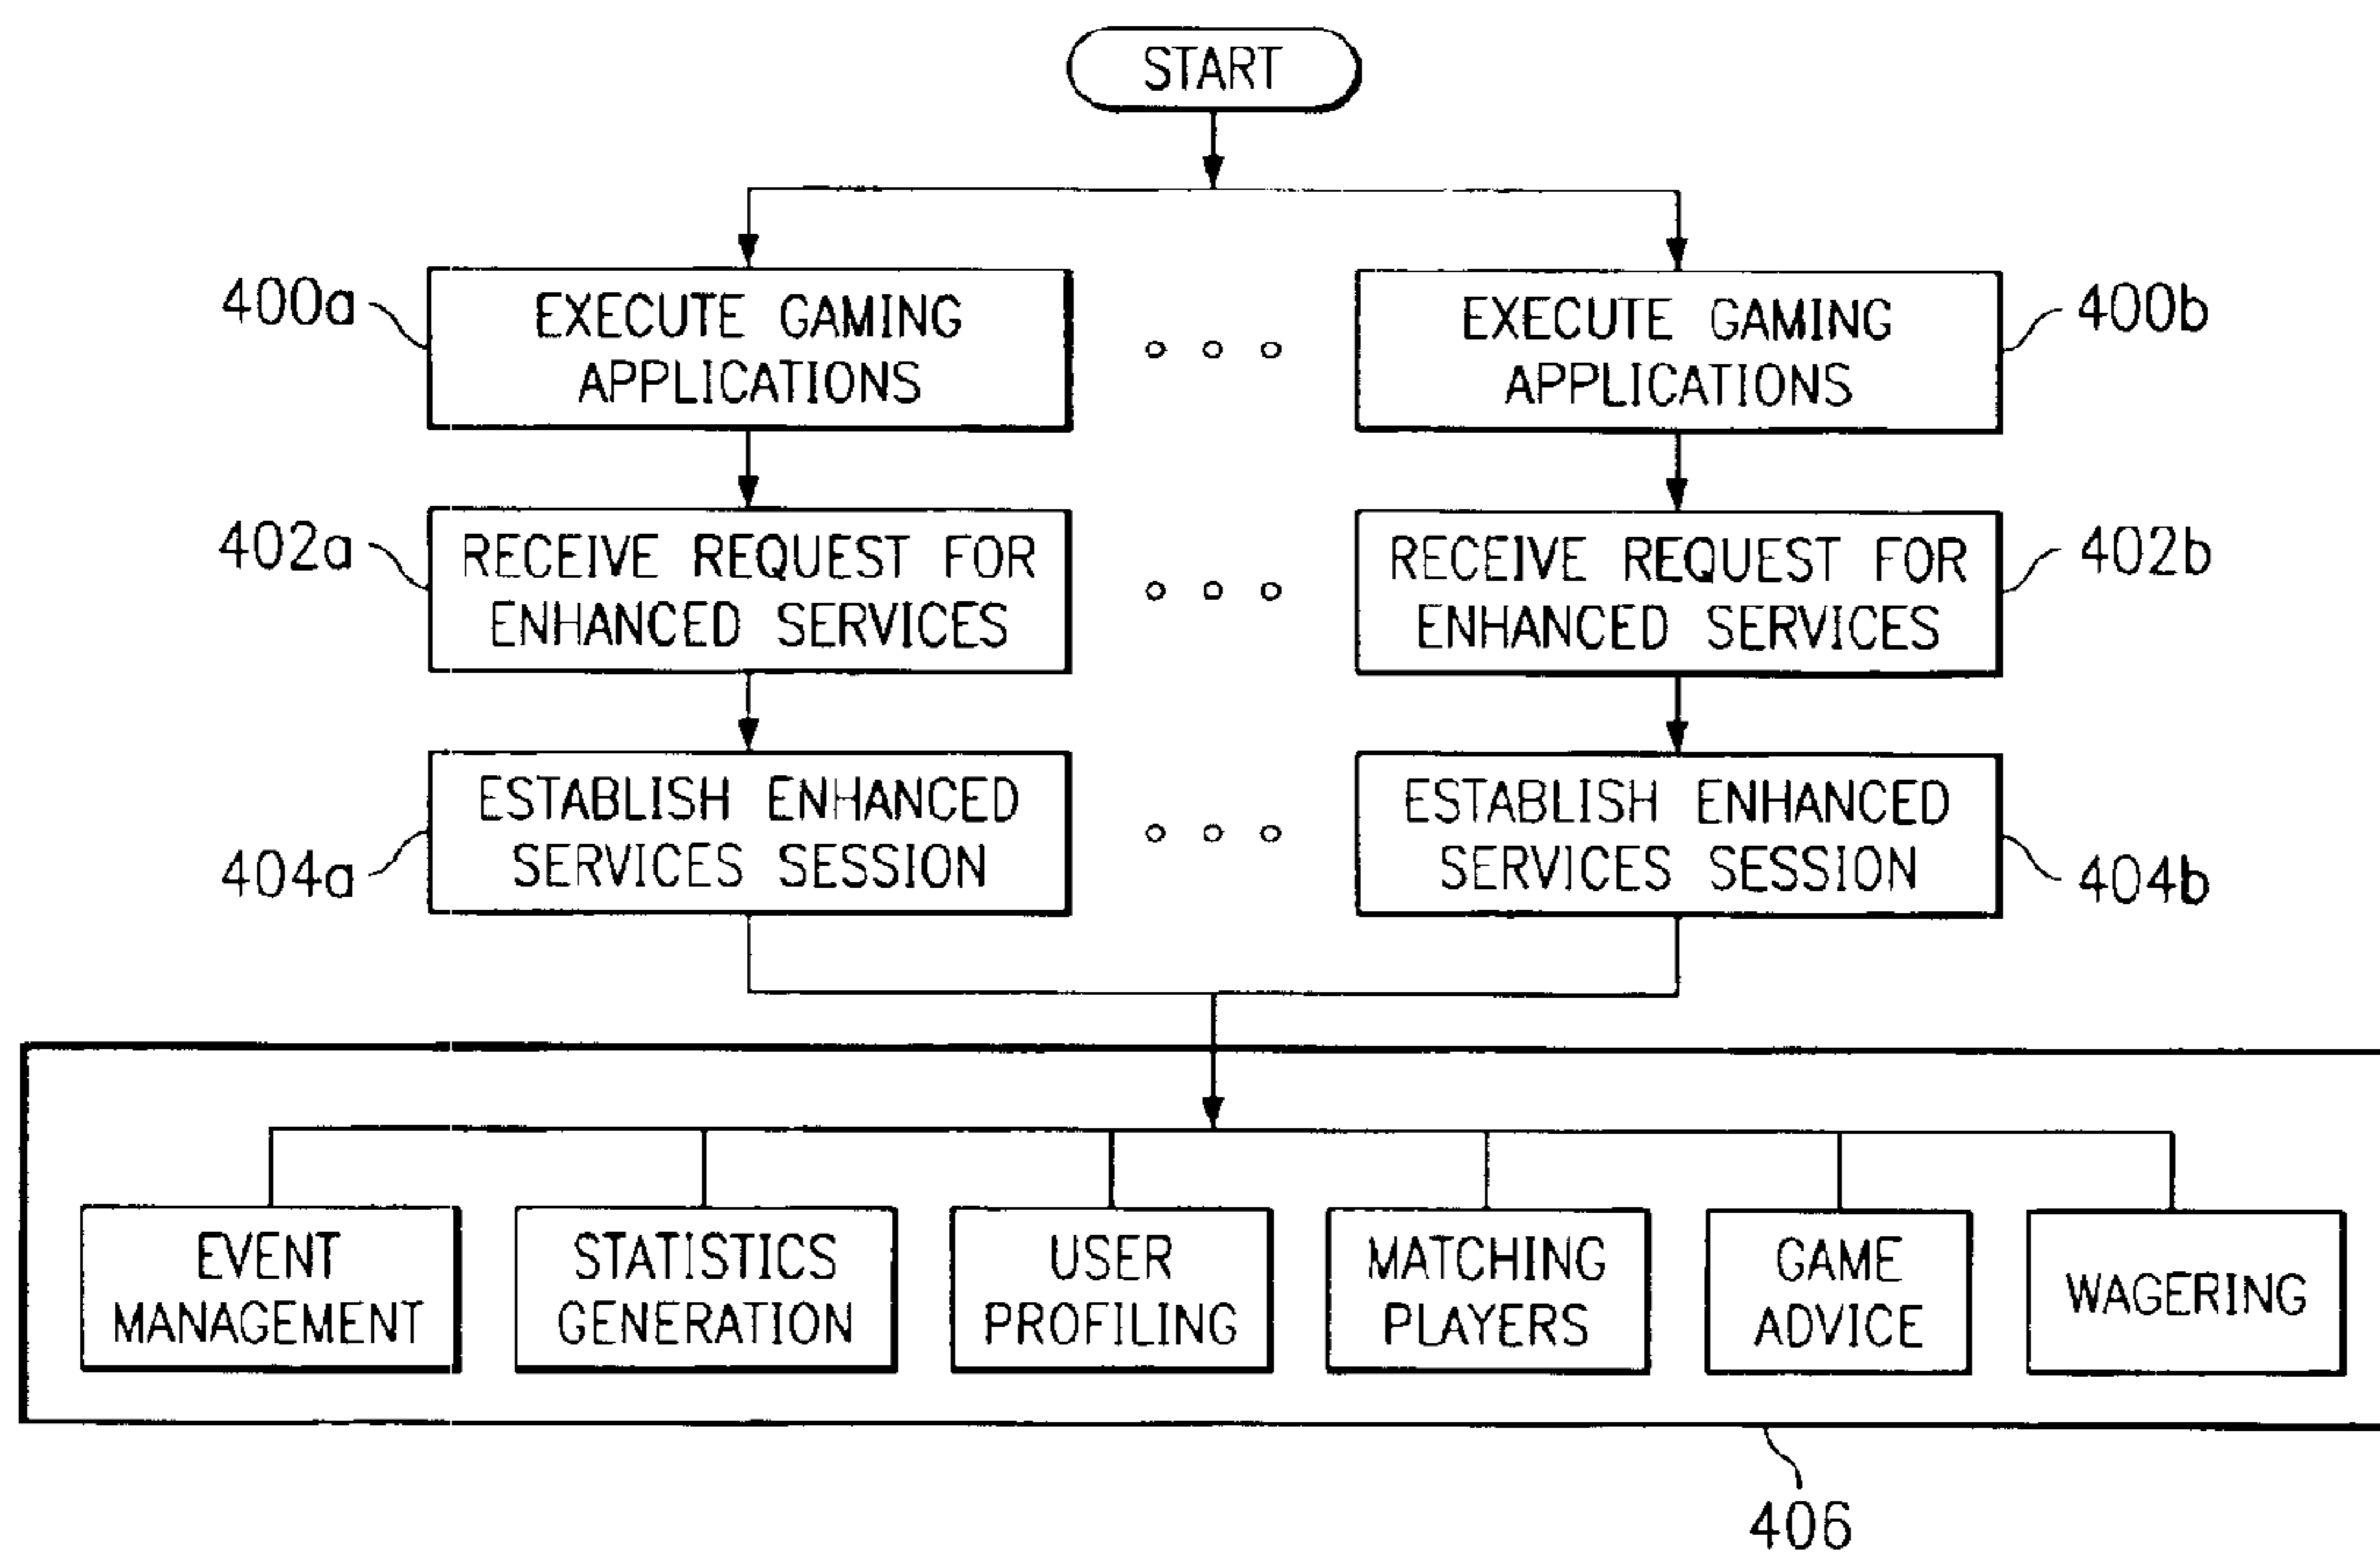 START
400a
EXECUTE GAMING
APPLICATIONS
EXECUTE GAMING
APPLICATIONS
400b
402a
RECEIVE REQUEST FOR
ENHANCED SERVICES
RECEIVE REQUEST FOR
ENHANCED SERVICES
402b
404a
ESTABLISH ENHANCED
SERVICES SESSION
ESTABLISH ENHANCED
SERVICES SESSION
404b
EVENT
MANAGEMENT
STATISTICS
GENERATION
USER
PROFILING
MATCHING
PLAYERS
GAME
ADVICE
WAGERING
406